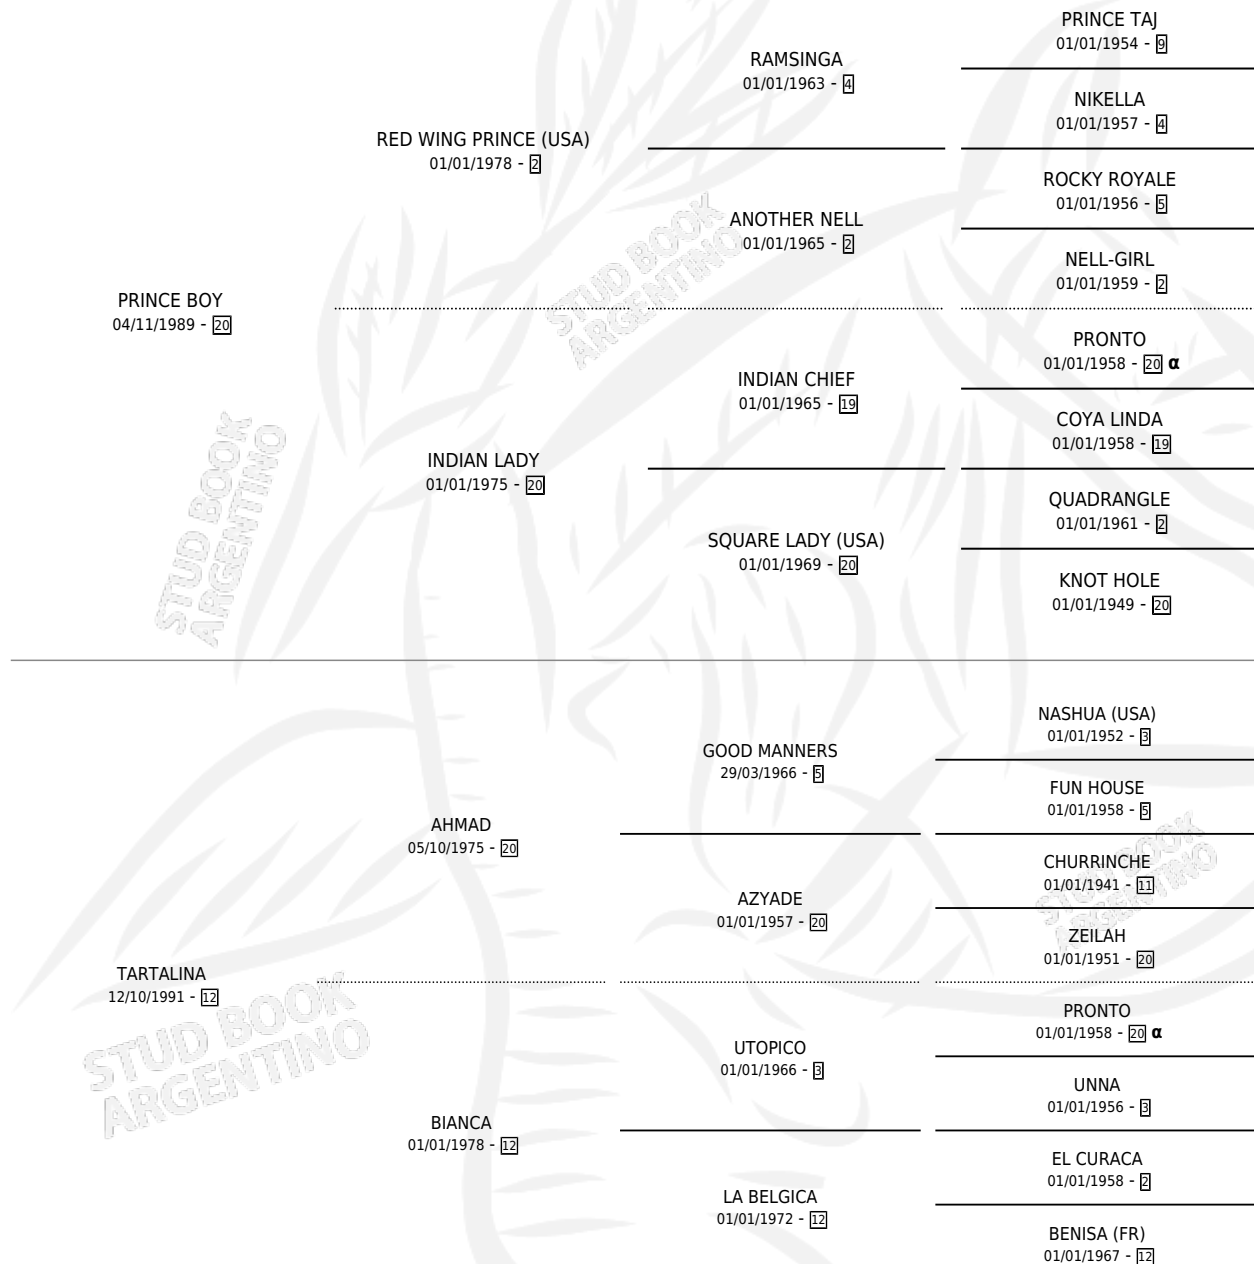 PRINCE TAJ
01/01/1954 - 9
RAMSINGA
01/01/1963 - 4
NIKELLA
01/01/1957 - 4
RED WING PRINCE (USA)
01/01/1978 - 2
ROCKY ROYALE
01/01/1956 - 5
ANOTHER NELL
01/01/1965 - 2
NELL-GIRL
01/01/1959 - 2
PRINCE BOY
04/11/1989 - 20
PRONTO
01/01/1958 - 20 α
INDIAN CHIEF
01/01/1965 - 19
COYA LINDA
01/01/1958 - 19
INDIAN LADY
01/01/1975 - 20
QUADRANGLE
01/01/1961 - 2
SQUARE LADY (USA)
01/01/1969 - 20
KNOT HOLE
01/01/1949 - 20
NASHUA (USA)
01/01/1952 - 3
GOOD MANNERS
29/03/1966 - 5
FUN HOUSE
01/01/1958 - 5
AHMAD
05/10/1975 - 20
CHURRINCHE
01/01/1941 - 11
AZYADE
01/01/1957 - 20
ZEILAH
01/01/1951 - 20
TARTALINA
12/10/1991 - 12
PRONTO
01/01/1958 - 20 α
UTOPICO
01/01/1966 - 3
UNNA
01/01/1956 - 3
BIANCA
01/01/1978 - 12
EL CURACA
01/01/1958 - 2
LA BELGICA
01/01/1972 - 12
BENISA (FR)
01/01/1967 - 12
STUD BOOK
ARGENTINO
STUD BOOK
ARGENTINO
STUD BOOK
ARGENTINO
STUD BOOK
ARGENTINO